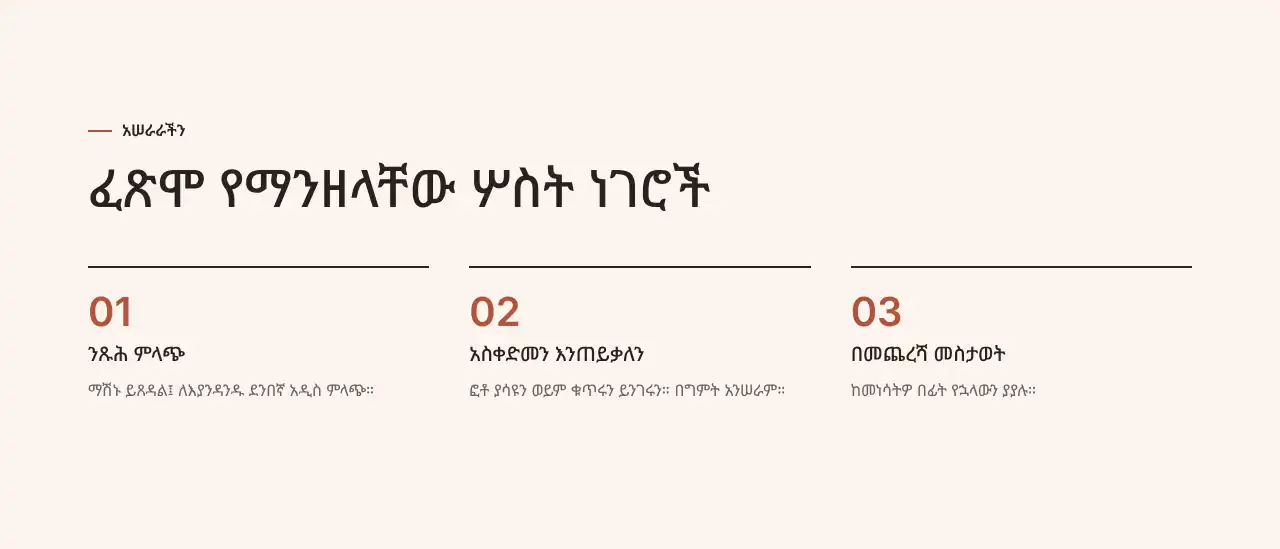 አሠራራችን
ፈጽሞ የማንዘላቸው ሦስት ነገሮች
01
ንጹሕ ምላጭ
ማሽኑ ይጸዳል፤ ለእያንዳንዱ ደንበኛ አዲስ ምላጭ።
02
አስቀድመን እንጠይቃለን
ፎቶ ያሳዩን ወይም ቁጥሩን ይንገሩን። በግምት አንሠራም።
03
በመጨረሻ መስታወት
ከመነሳትዎ በፊት የኋላውን ያያሉ።